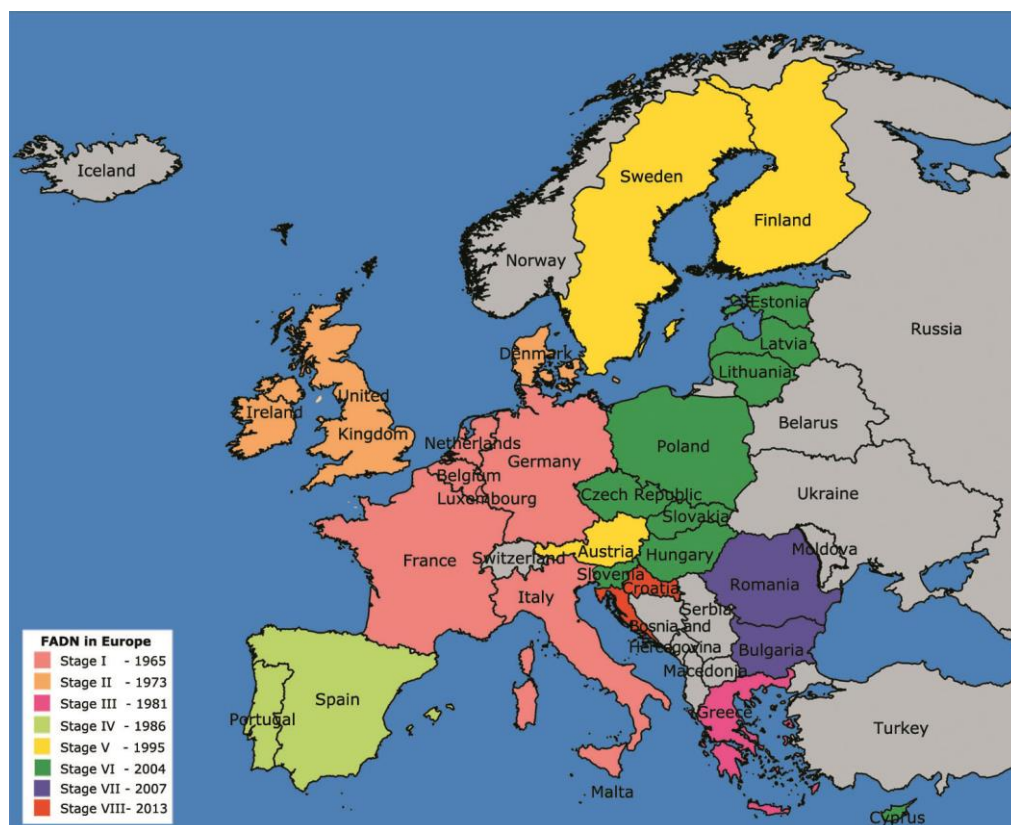 Iceland
Sweden
Finland
Norway
Russia
Estonia
Latvia
Lithuania
Denmark
Belarus
Ireland
United
Kingdom
Netherlands
Germany
Poland
Belgium
Luxembourg
Czech Republic
Ukraine
Slovakia
France
Switzerland
Austria
Hungary
Moldova
Slovenia
Croatia
Romania
Italy
Serbia
Bosnia and
Hercegovina
Bulgaria
Macedonia
Spain
Portugal
Greece
Turkey
Malta
Cyprus
FADN in Europe
Stage I - 1965
Stage II - 1973
Stage III - 1981
Stage IV - 1986
Stage V - 1995
Stage VI - 2004
Stage VII - 2007
Stage VIII- 2013